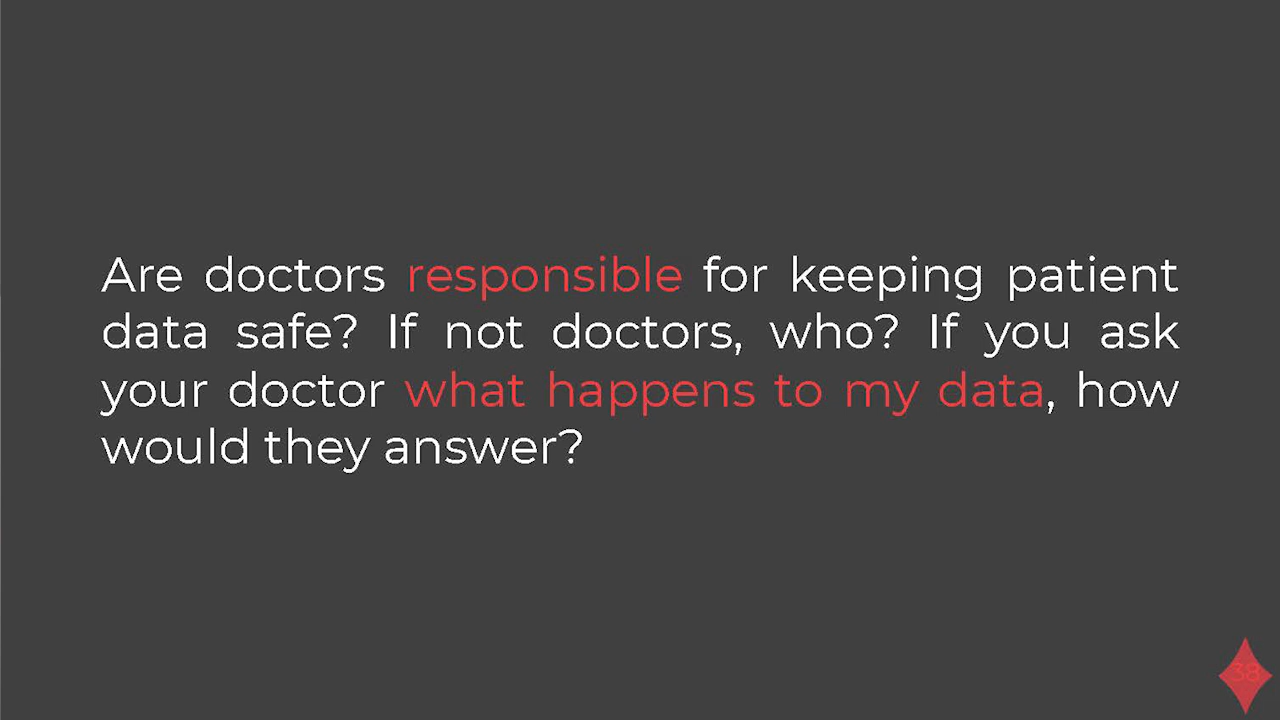 Are doctors responsible for keeping patient
data safe? If not doctors, who? If you ask
your doctor what happens to my data, how
would they answer?
38